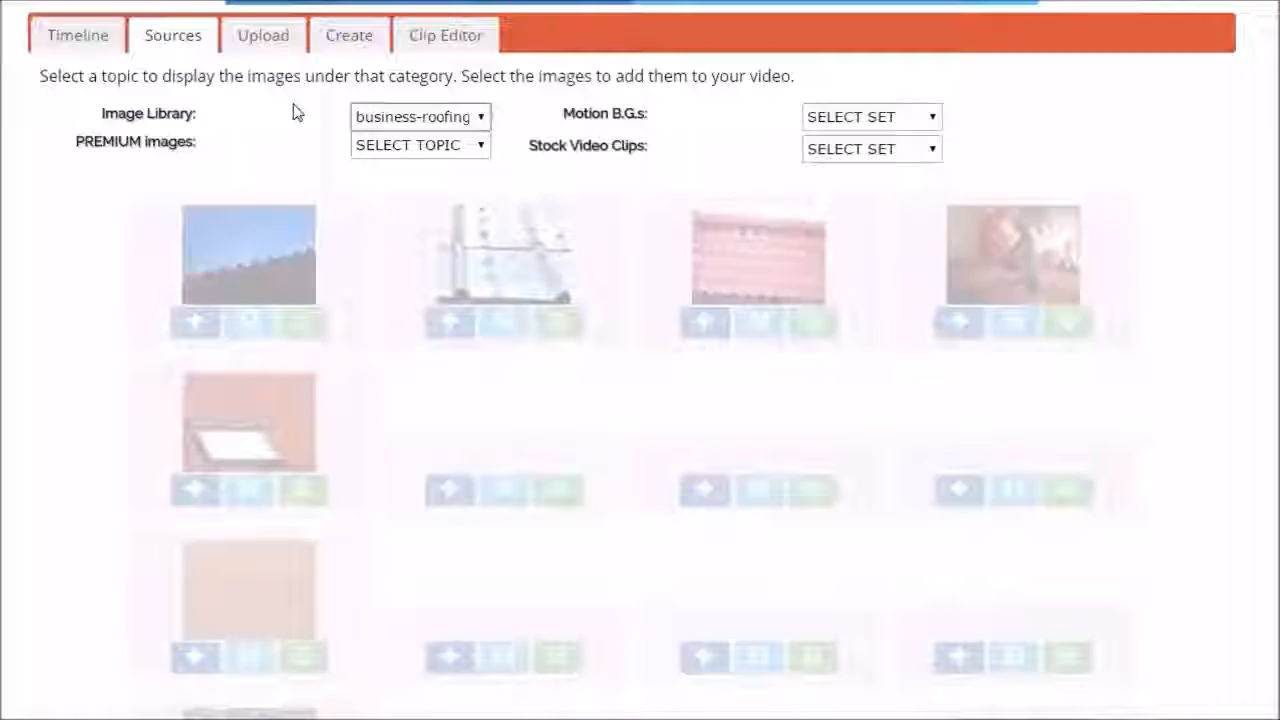 Timeline Sources Upload Create Clip Editor
Select a topic to display the images under that category. Select the images to add them to your video.
Image Library: business-roofing Motion B.G.s: SELECT SET
PREMIUM images: SELECT TOPIC Stock Video Clips: SELECT SET